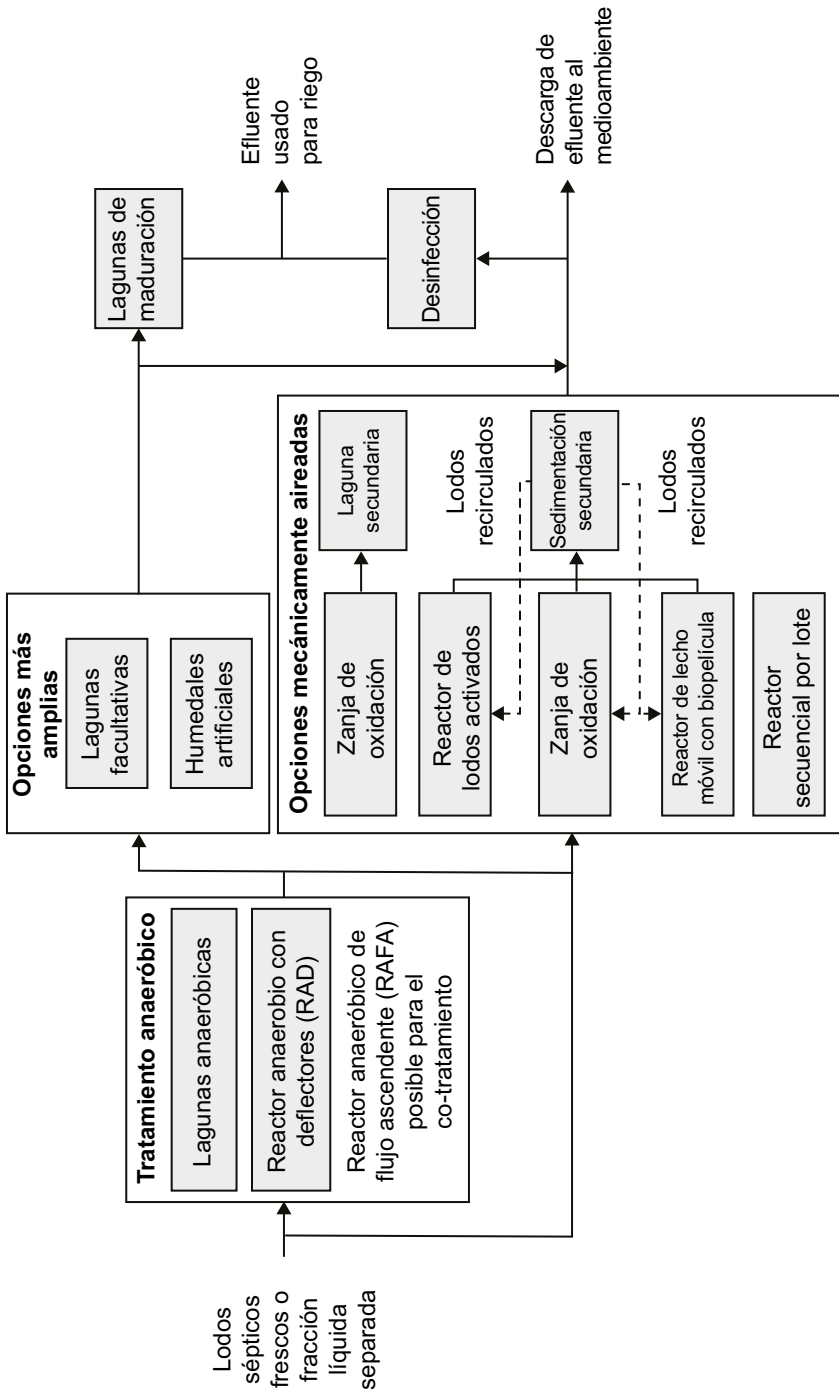 Lodos
sépticos
frescos o
fracción
líquida
separada
Tratamiento anaeróbico
Lagunas anaeróbicas
Reactor anaerobio con
deflectores (RAD)
Reactor anaeróbico de
flujo ascendente (RAFA)
posible para el
co-tratamiento
Opciones más
amplias
Lagunas
facultativas
Humedales
artificiales
Opciones mecánicamente aireadas
Zanja de
oxidación
Laguna
secundaria
Reactor de
lodos activados
Lodos
recirculados
Zanja de
oxidación
Sedimentación
secundaria
Reactor de lecho
móvil con biopelícula
Lodos
recirculados
Reactor
secuencial por lote
Lagunas de
maduración
Desinfección
Efluente
usado
para riego
Descarga de
efluente al
medioambiente